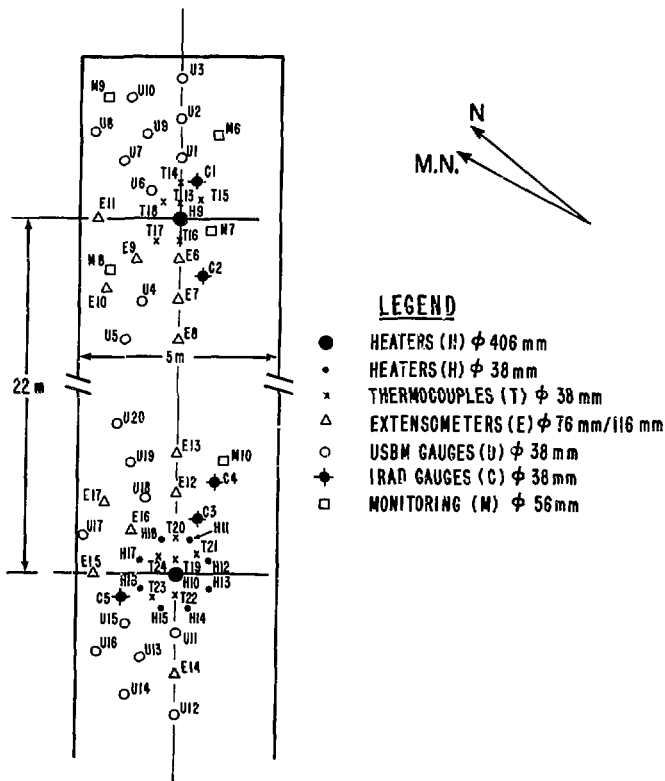 U3
M9
U10
U2
U8
U9
M6
U1
U7
T14
C1
U6
T13
T15
E11
T18
H9
M7
T17
T16
E9
E6
M8
C2
E10
U4
E7
U5
E8
5m
22 m
U20
E13
U19
M10
C4
U18
E12
E17
C3
U17
E16
H18
T20
H11
H17
T21
H12
E15
T24
T19
H10
H13
T23
T22
C5
H15
H14
U15
U11
U16
U13
E14
U14
U12
N
M.N.
LEGEND
HEATERS (H) ϕ 406 mm
HEATERS (H) ϕ 38 mm
THERMOCOUPLES (T) ϕ 38 mm
EXTENSOMETERS (E) ϕ 76 mm/116 mm
USBM GAUGES (U) ϕ 38 mm
IRAD GAUGES (C) ϕ 38 mm
MONITORING (M) ϕ 56 mm